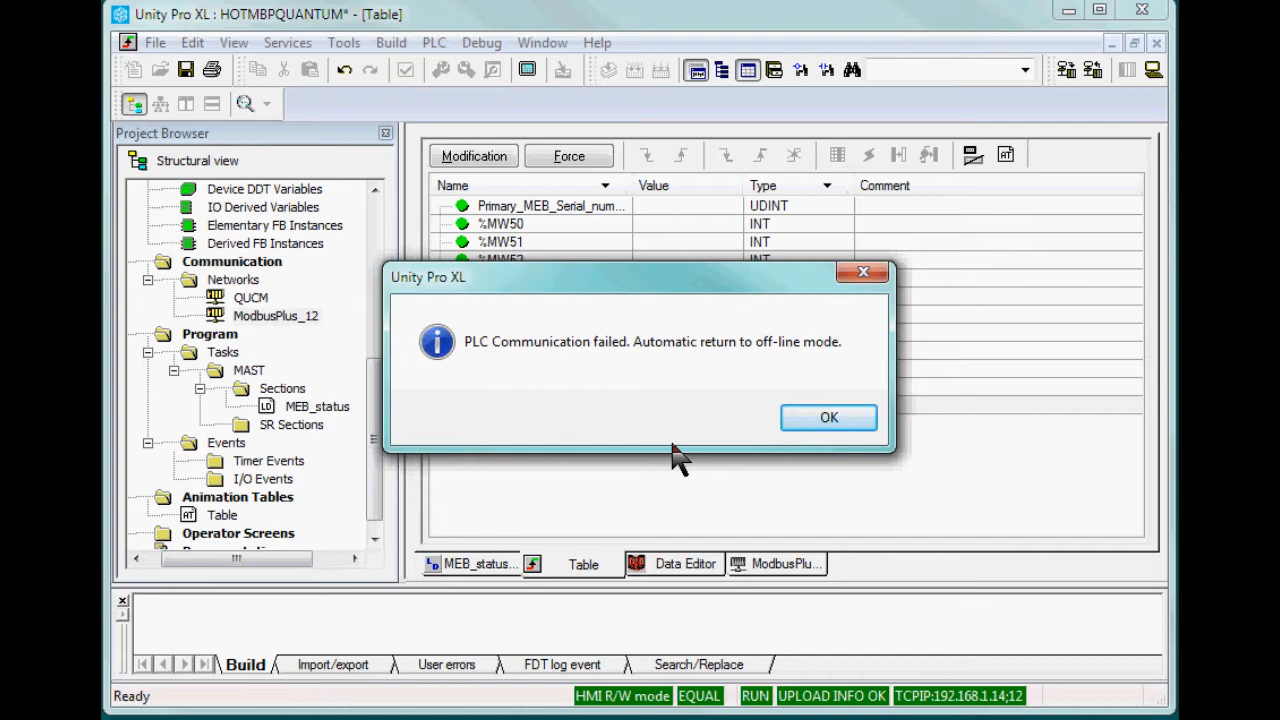 Unity Pro XL : HOTMBPQUANTUM* - [Table]
File Edit View Services Tools Build PLC Debug Window Help
Project Browser
Structural view
Device DDT Variables
IO Derived Variables
Elementary FB Instances
Derived FB Instances
Communication
Networks
QUCM
ModbusPlus_12
Program
Tasks
MAST
Sections
MEB_status
SR Sections
Events
Timer Events
I/O Events
Animation Tables
Table
Operator Screens
Modification Force
Name Value Type Comment
Primary_MEB_Serial_num... UDINT
%MW50 INT
%MW51 INT
Unity Pro XL
PLC Communication failed. Automatic return to off-line mode.
OK
MEB_status... Table Data Editor ModbusPlu...
Build Import/export User errors FDT log event Search/Replace
Ready HMI R/W mode EQUAL RUN UPLOAD INFO OK TCPIP:192.168.1.14;12